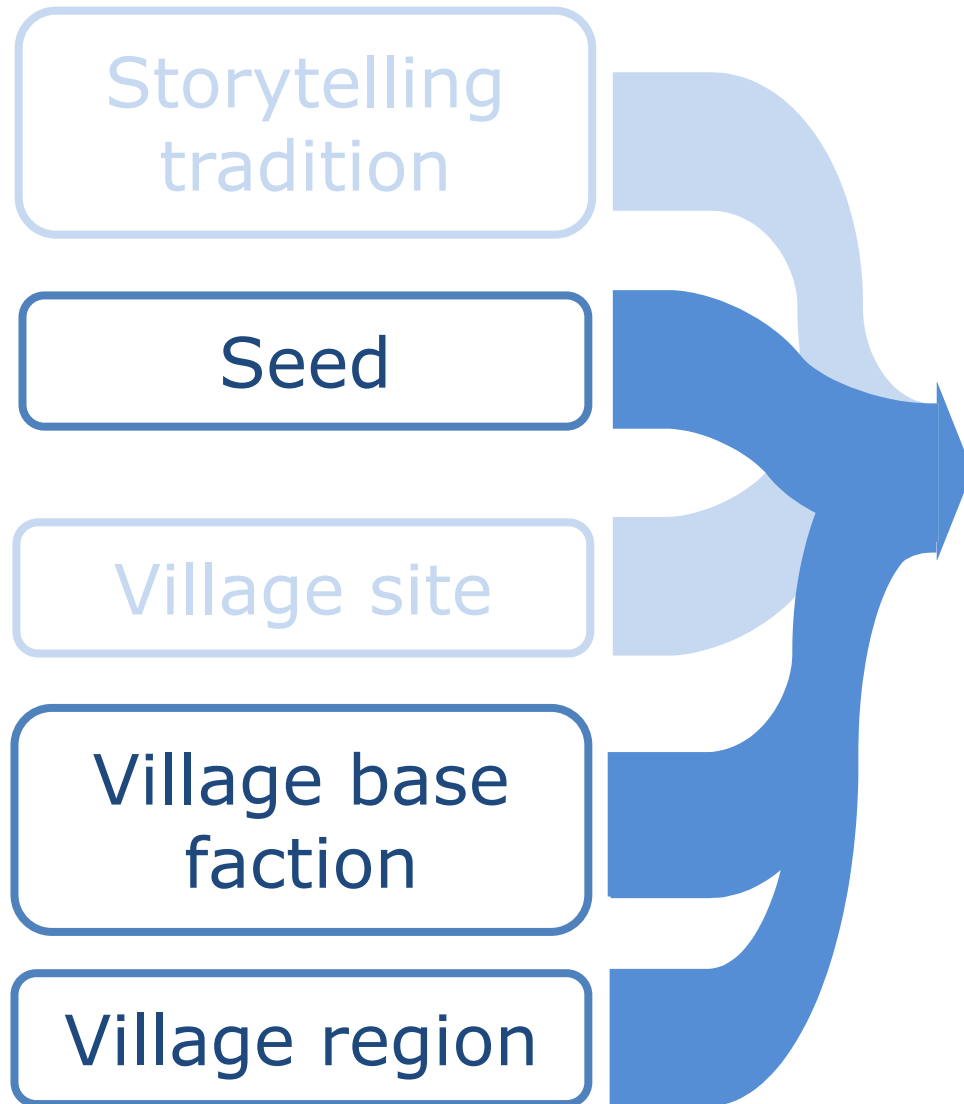 Storytelling
tradition
Seed
Village site
Village base
faction
Village region